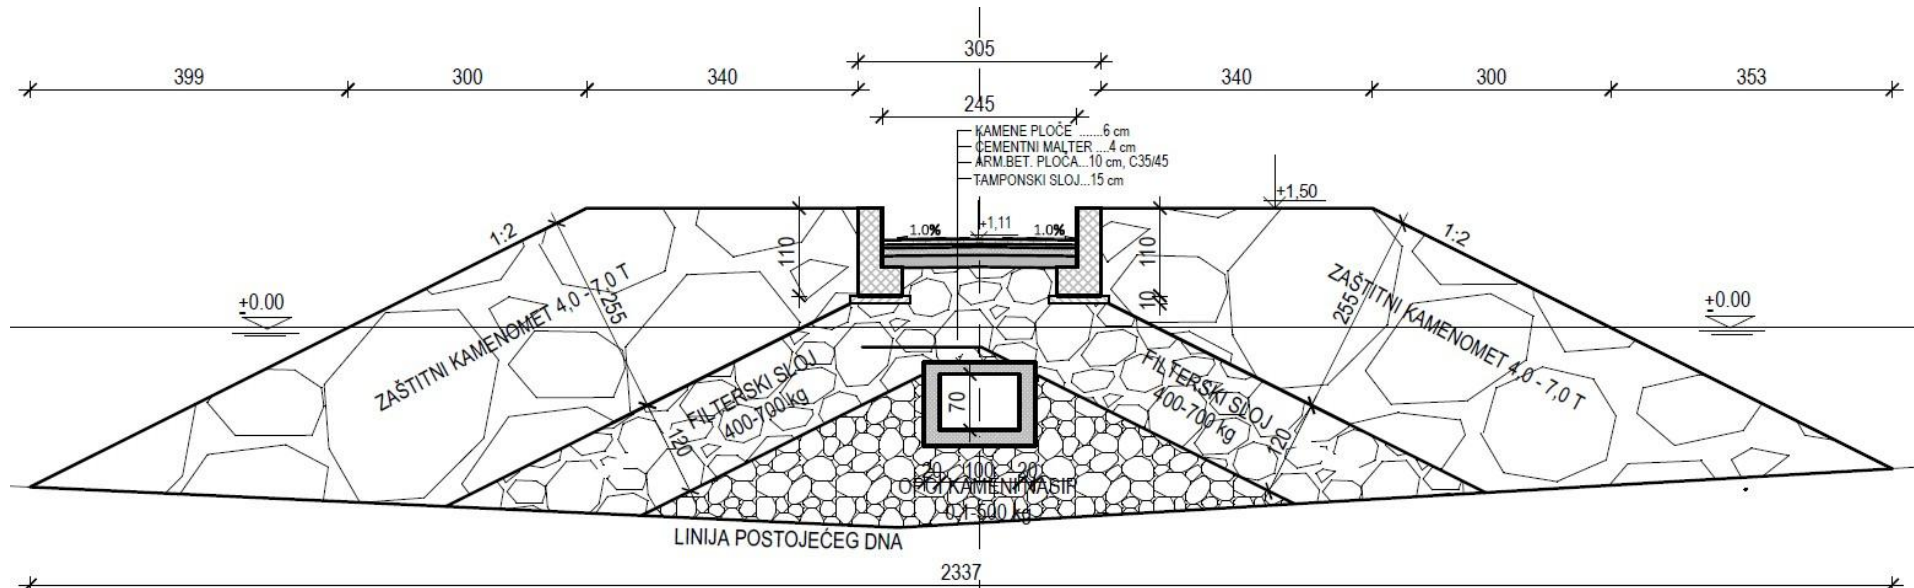 305
399
300
340
340
300
353
245
KAMENE PLOČE .......6 cm
CEMENTNI MALTER ....4 cm
ARM.BET. PLOČA...10 cm, C35/45
TAMPONSKI SLOJ...15 cm
+1,50
1.0%
+1,11
1.0%
1:2
1:2
110
110
10
±0.00
±0.00
ZAŠTITNI KAMENOMET 4,0 - 7,0 T
255
255
ZAŠTITNI KAMENOMET 4,0 - 7,0 T
FILTERSKI SLOJ
400-700 kg
120
70
FILTERSKI SLOJ
400-700 kg
120
20
100
20
OPĆI KAMENI NASIP
0,1-500 kg
LINIJA POSTOJEĆEG DNA
2337